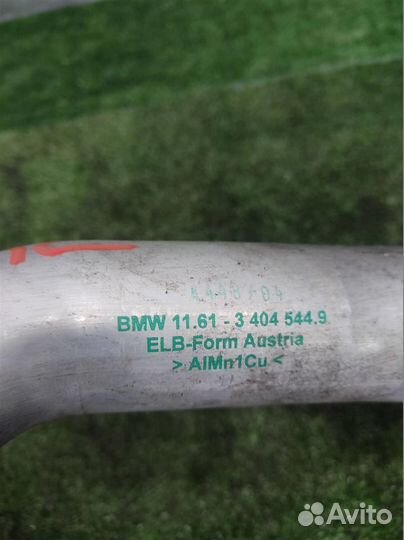 BMW 11.61 - 3 404 544.9
ELB-Form Austria
> AlMn1Cu <
Avito